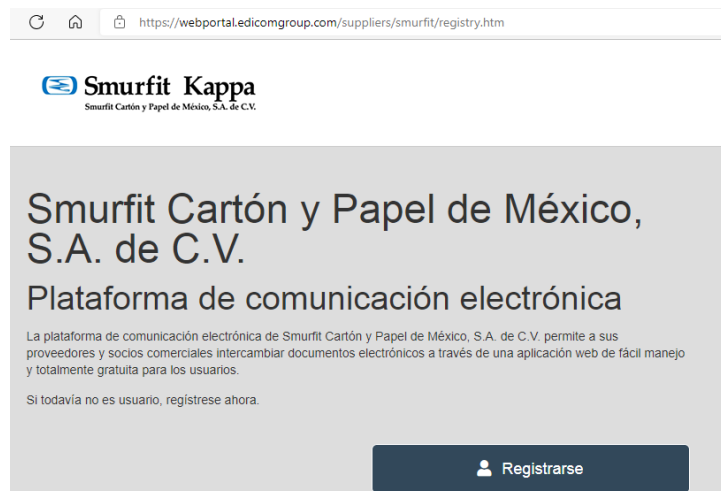 https://webportal.edicomgroup.com/suppliers/smurfit/registry.htm
Smurfit Kappa
Smurfit Cartón y Papel de México, S.A. de C.V.
Smurfit Cartón y Papel de México,
S.A. de C.V.
Plataforma de comunicación electrónica
La plataforma de comunicación electrónica de Smurfit Cartón y Papel de México, S.A. de C.V. permite a sus
proveedores y socios comerciales intercambiar documentos electrónicos a través de una aplicación web de fácil manejo
y totalmente gratuita para los usuarios.
Si todavía no es usuario, regístrese ahora.
Registrarse